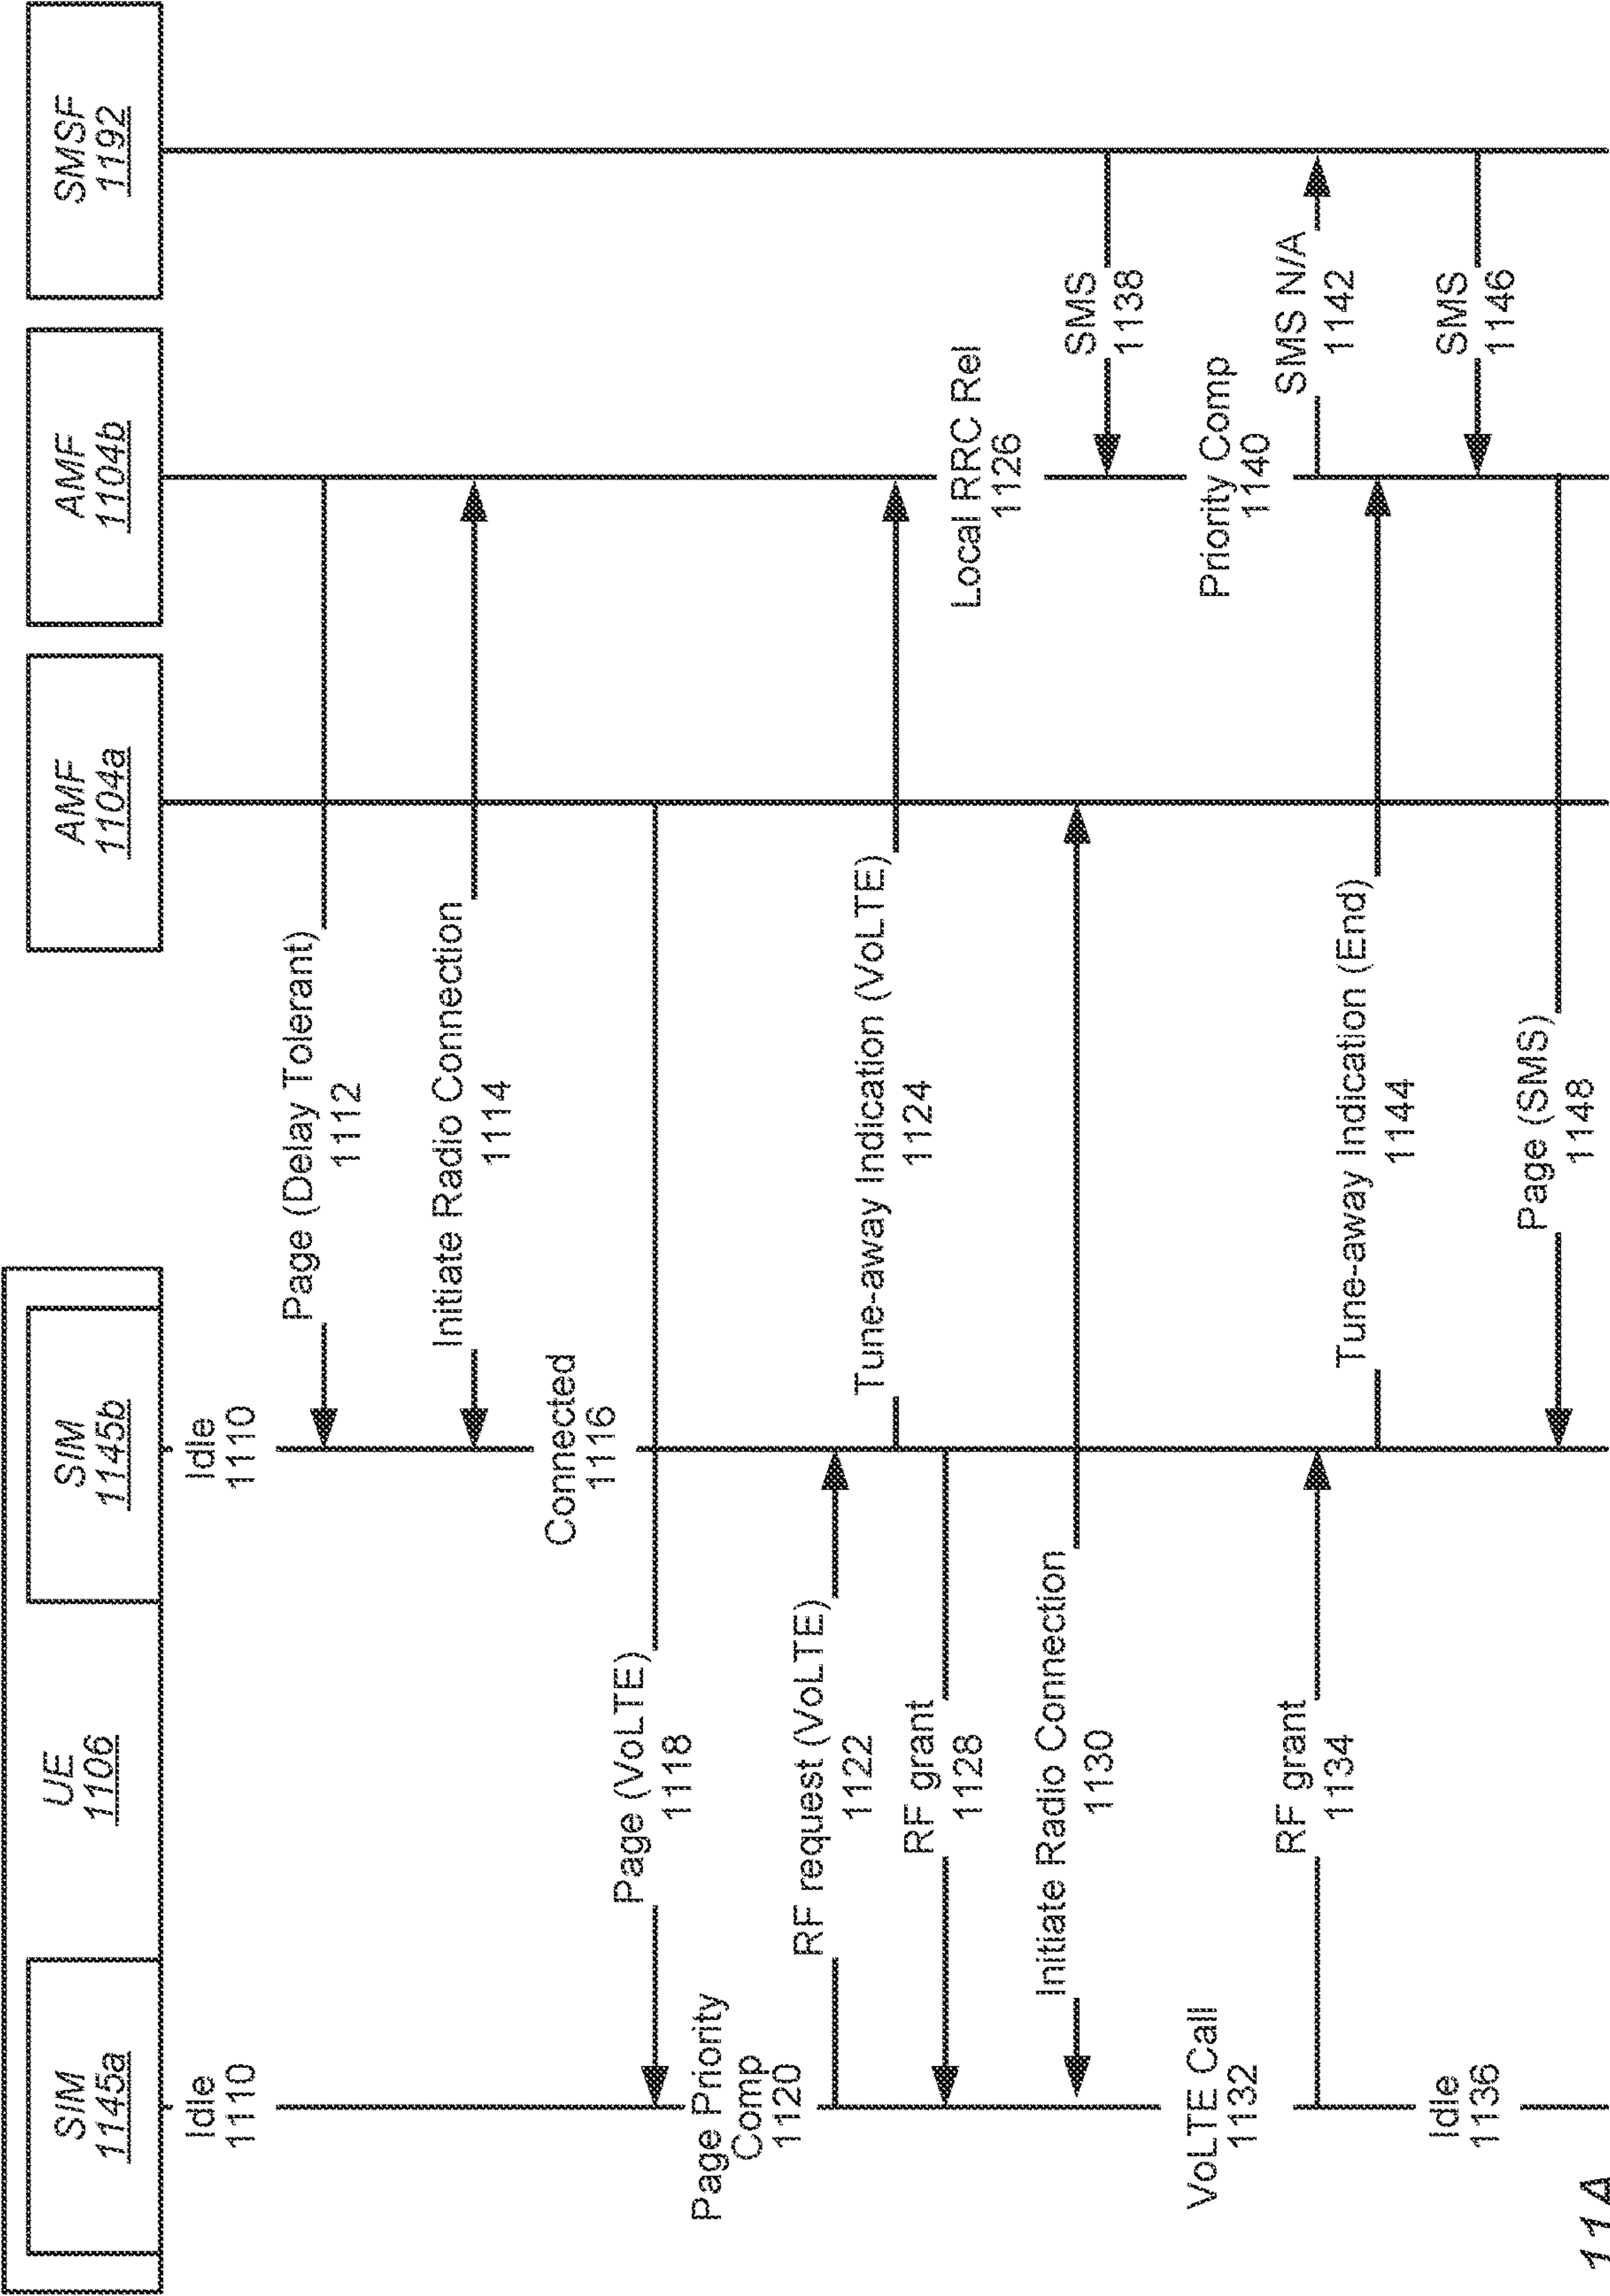 UE
1106
SIM
1145a
SIM
1145b
AMF
1104a
AMF
1104b
SMSF
1192
Idle
1110
Idle
1110
Page (Delay Tolerant)
1112
Initiate Radio Connection
1114
Connected
1116
Page (VoLTE)
1118
Page Priority
Comp
1120
RF request (VoLTE)
1122
Tune-away Indication (VoLTE)
1124
RF grant
1128
Local RRC Rel
1126
Initiate Radio Connection
1130
SMS
1138
VoLTE Call
1132
Priority Comp
1140
RF grant
1134
SMS N/A
1142
Tune-away Indication (End)
1144
Idle
1136
SMS
1146
Page (SMS)
1148
11A